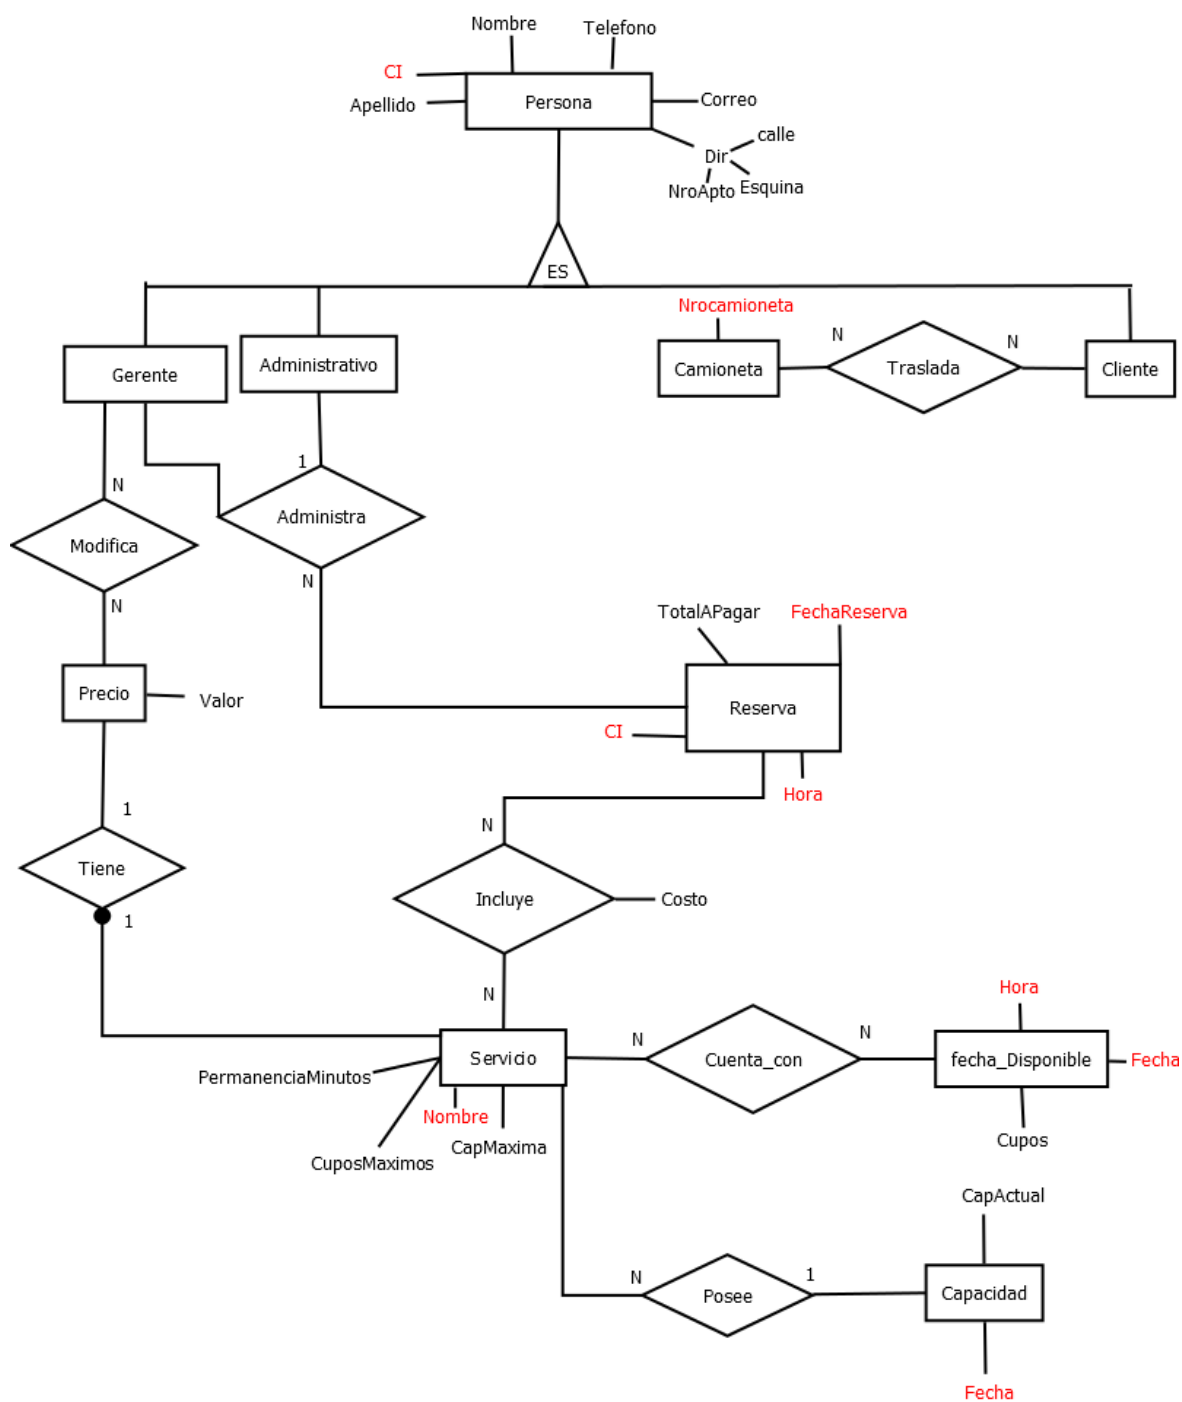 Nombre
Telefono
CI
Apellido
Persona
Correo
calle
Dir
NroApto
Esquina
ES
Nrocamioneta
Gerente
Administrativo
Camioneta
N
Traslada
N
Cliente
1
N
Administra
Modifica
N
N
TotalAPagar
FechaReserva
Precio
Valor
Reserva
CI
Hora
1
N
Tiene
1
Incluye
Costo
N
Hora
Servicio
N
Cuenta_con
N
fecha_Disponible
Fecha
PermanenciaMinutos
Nombre
CuposMaximos
CapMaxima
Cupos
CapActual
N
Posee
1
Capacidad
Fecha